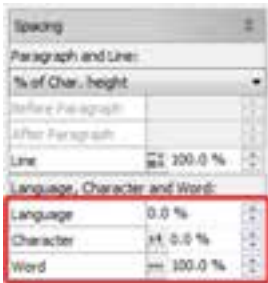 Spacing
Paragraph and Line:
% of Char. height
Before Paragraph
After Paragraph
Line 100.0 %
Language, Character and Word:
Language 0.0 %
Character 0.0 %
Word 100.0 %